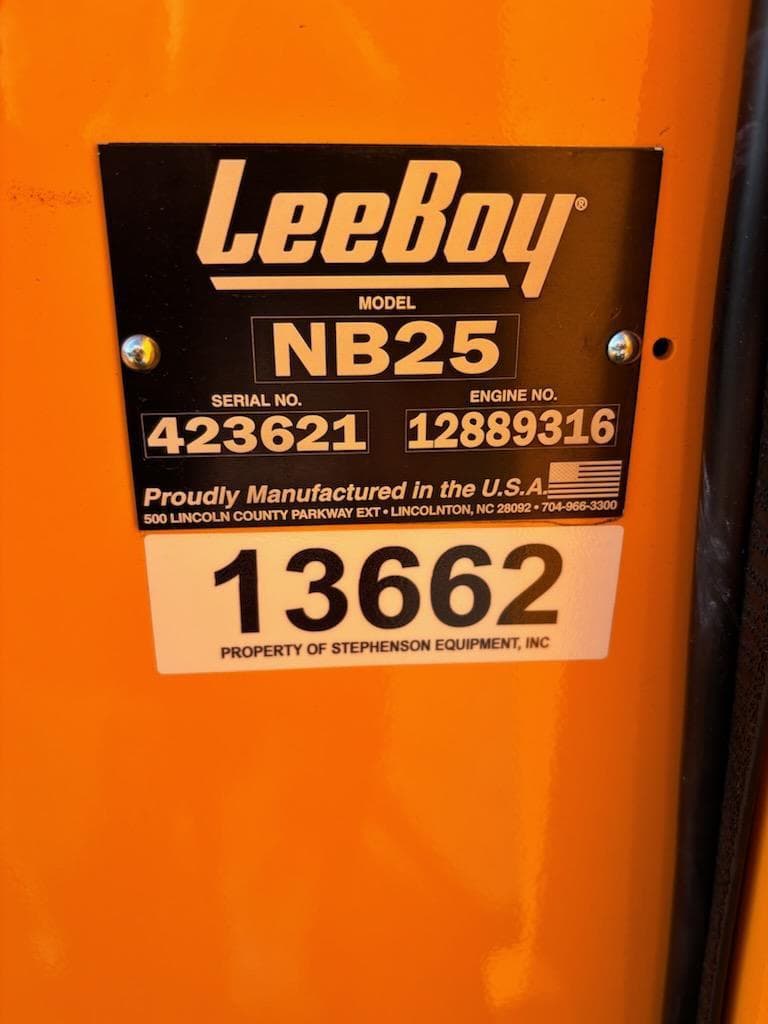 LeeBoy®
MODEL
NB25
SERIAL NO. ENGINE NO.
423621 12889316
Proudly Manufactured in the U.S.A.
500 LINCOLN COUNTY PARKWAY EXT • LINCOLNTON, NC 28092 • 704-966-3300
13662
PROPERTY OF STEPHENSON EQUIPMENT, INC